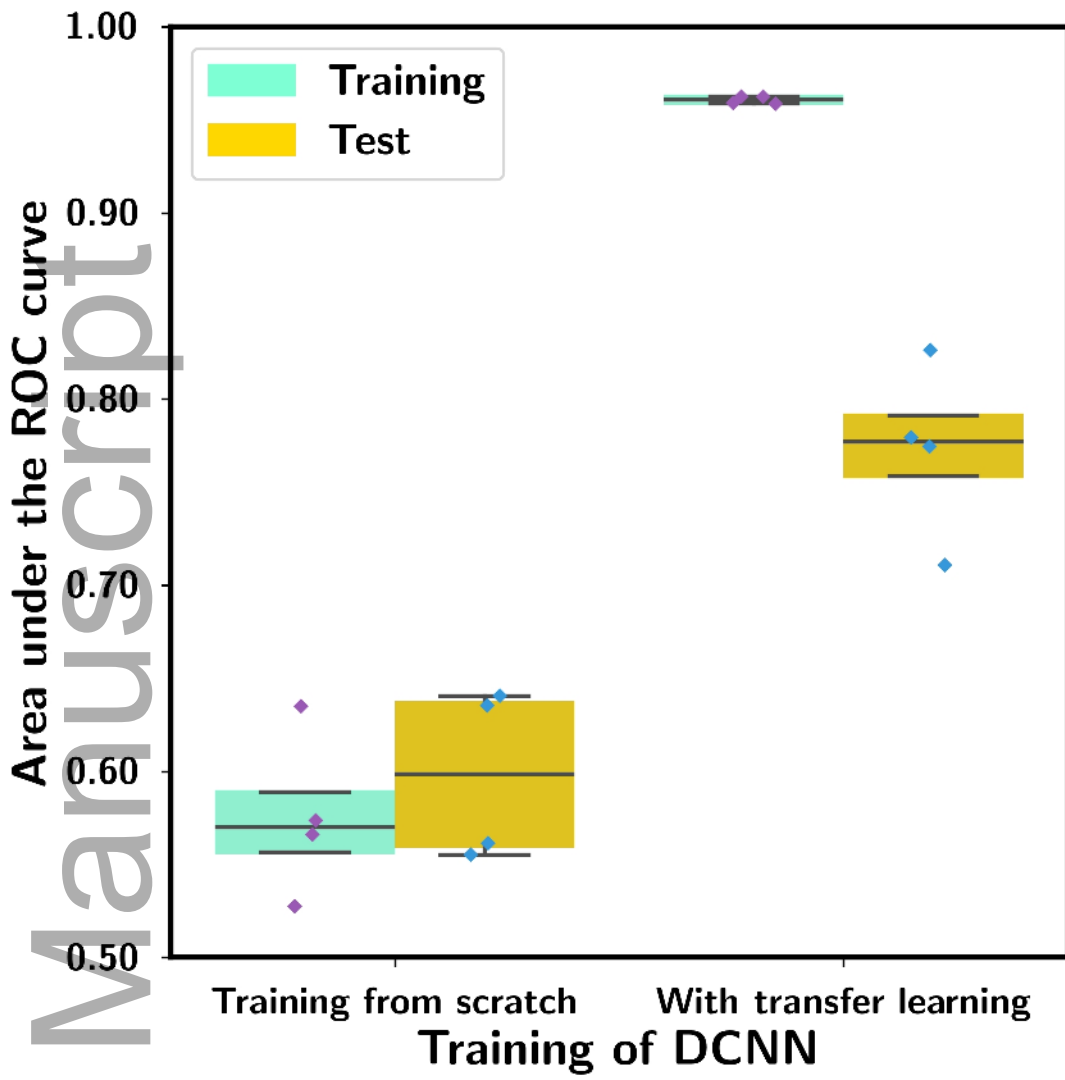 1.00
0.90
0.80
0.70
0.60
0.50
Training
Test
Area under the ROC curve
Manuscript
Training from scratch
With transfer learning
Training of DCNN